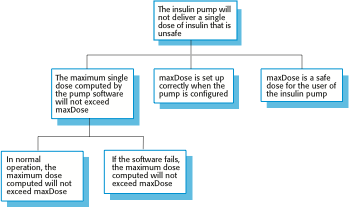 The insulin pump will
not deliver a single
dose of insulin that is
unsafe
The maximum single
dose computed by
the pump software
will not exceed
maxDose
maxDose is set up
correctly when the
pump is configured
maxDose is a safe
dose for the user of
the insulin pump
In normal
operation, the
maximum dose
computed will not
exceed maxDose
If the software fails,
the maximum dose
computed will not
exceed maxDose